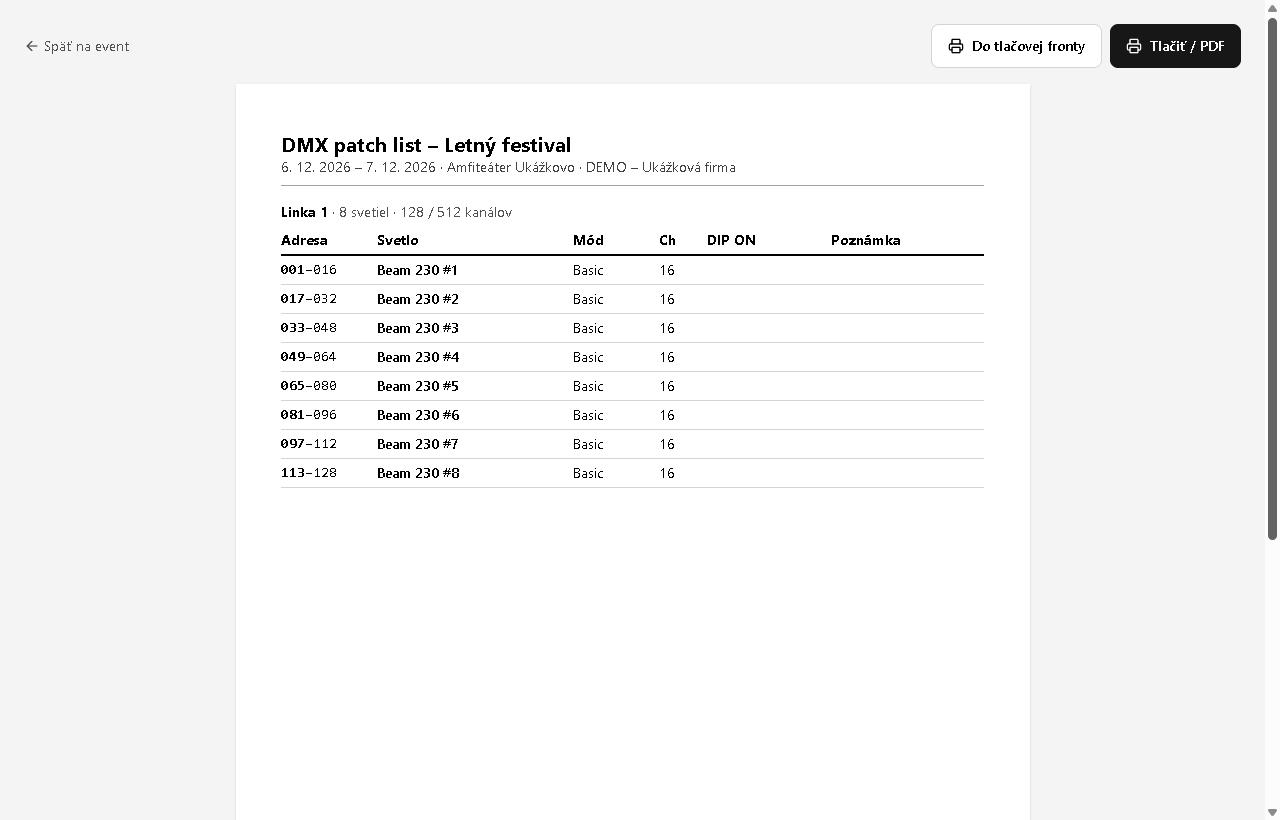 Späť na event
Do tlačovej fronty
Tlačiť / PDF
DMX patch list – Letný festival
6. 12. 2026 – 7. 12. 2026 · Amfiteáter Ukážkovo · DEMO – Ukážková firma
Linka 1 · 8 svetiel · 128 / 512 kanálov
Adresa Svetlo Mód Ch DIP ON Poznámka
001–016 Beam 230 #1 Basic 16
017–032 Beam 230 #2 Basic 16
033–048 Beam 230 #3 Basic 16
049–064 Beam 230 #4 Basic 16
065–080 Beam 230 #5 Basic 16
081–096 Beam 230 #6 Basic 16
097–112 Beam 230 #7 Basic 16
113–128 Beam 230 #8 Basic 16